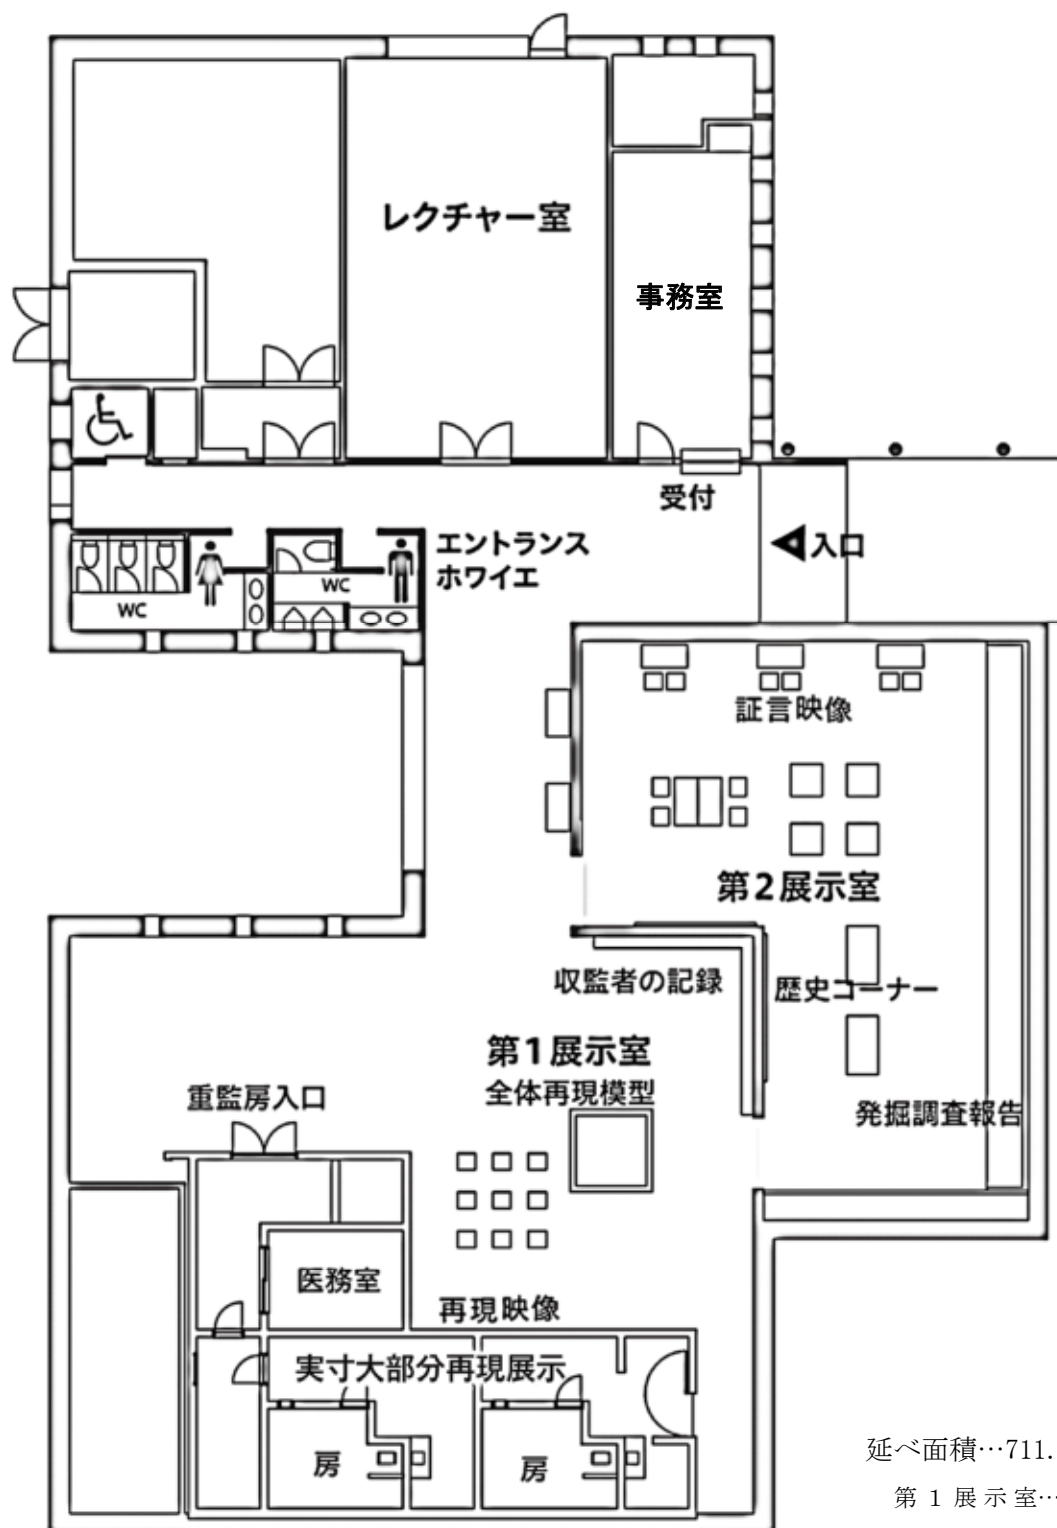 レクチャー室
事務室
受付
エントランス
ホワイエ
入口
WC
WC
証言映像
第2展示室
収監者の記録
歴史コーナー
第1展示室
全体再現模型
重監房入口
発掘調査報告
医務室
再現映像
実寸大部分再現展示
房
房
延べ面積…711.
第1展示室…